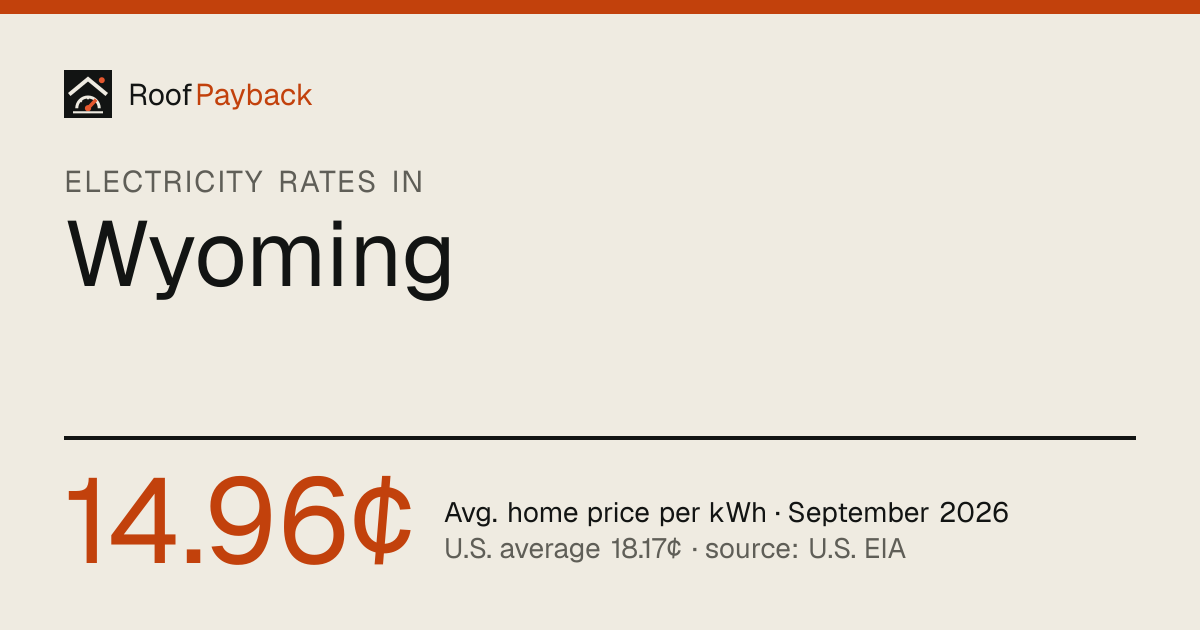 RoofPayback
ELECTRICITY RATES IN
Wyoming
14.96¢
Avg. home price per kWh · September 2026
U.S. average 18.17¢ · source: U.S. EIA